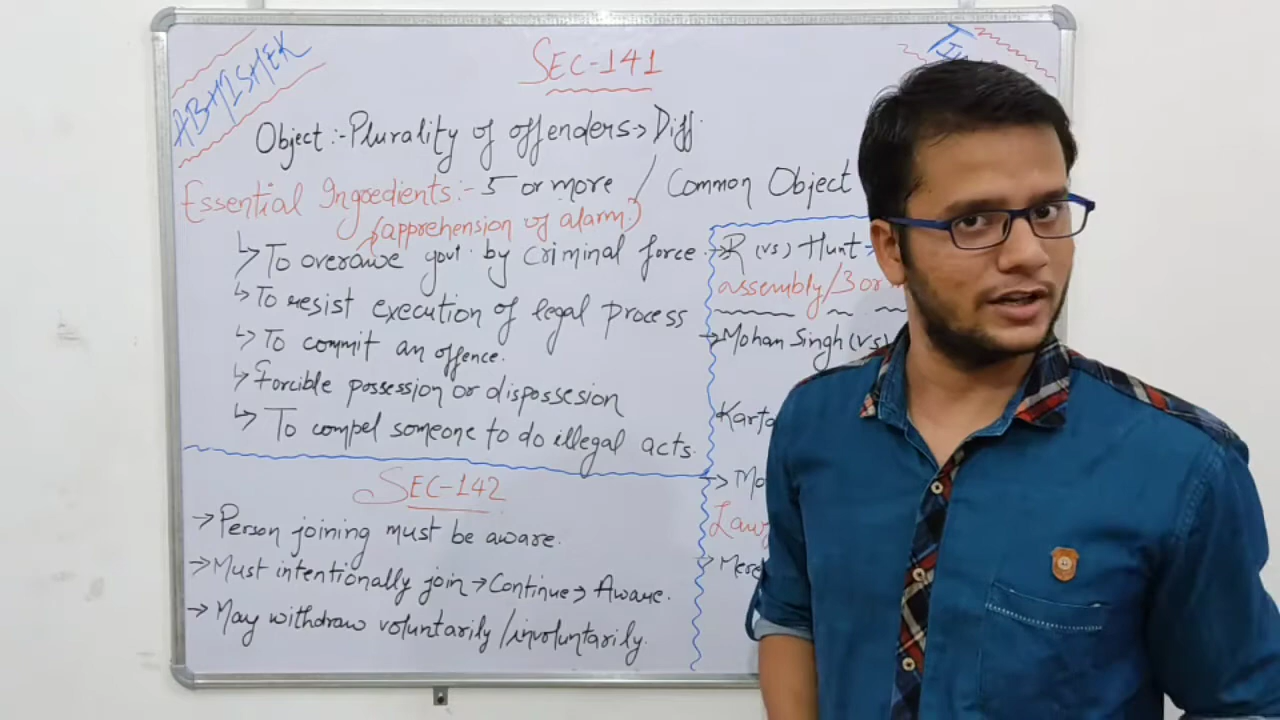 ABHISHEK
SEC-141
Object :- Plurality of offenders → Diff.
Essential Ingredients :- 5 or more / Common Object
(apprehension of alarm)
↳ To overawe govt. by criminal force.
↳ To resist execution of legal process
↳ To commit an offence.
↳ Forcible possession or dispossesion
↳ To compel someone to do illegal acts.
→ R (vs) Hunt
assembly/3 or
→ Mohan Singh (vs)
SEC-142
→ Person joining must be aware.
→ Must intentionally join → Continue → Aware.
→ May withdraw voluntarily / involuntarily.